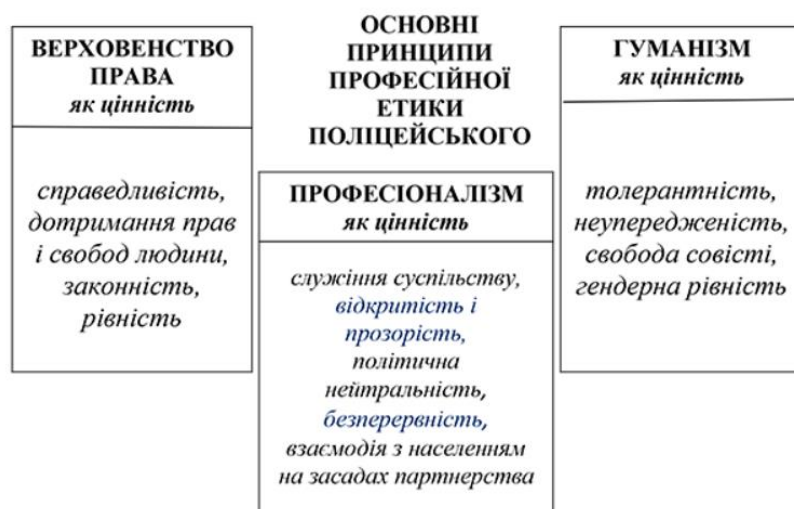 ОСНОВНІ
ПРИНЦИПИ
ПРОФЕСІЙНОЇ
ЕТИКИ
ПОЛІЦЕЙСЬКОГО
ВЕРХОВЕНСТВО
ПРАВА
як цінність
справедливість,
дотримання прав
і свобод людини,
законність,
рівність
ПРОФЕСІОНАЛІЗМ
як цінність
служіння суспільству,
відкритість і
прозорість,
політична
нейтральність,
безперервність,
взаємодія з населенням
на засадах партнерства
ГУМАНІЗМ
як цінність
толерантність,
неупередженість,
свобода совісті,
гендерна рівність